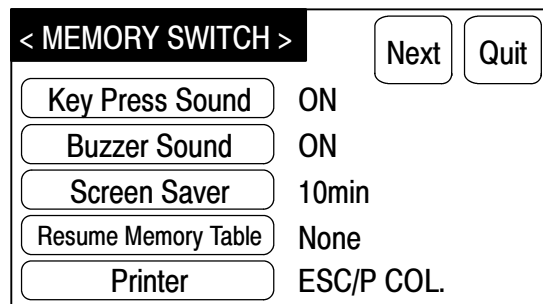 < MEMORY SWITCH > Next Quit
Key Press Sound ON
Buzzer Sound ON
Screen Saver 10min
Resume Memory Table None
Printer ESC/P COL.